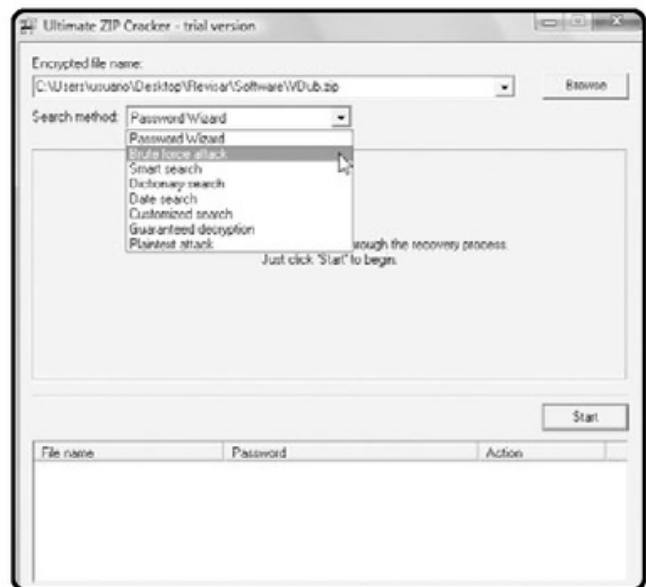 Ultimate ZIP Cracker - trial version
Encrypted file name:
C:\Users\usuario\Desktop\Revisar\Software\VDub.zip
Browse
Search method:
Password Wizard
Password Wizard
Brute force attack
Smart search
Dictionary search
Date search
Customized search
Guaranteed decryption
Plaintext attack
through the recovery process.
Just click "Start" to begin.
Start
File name
Password
Action